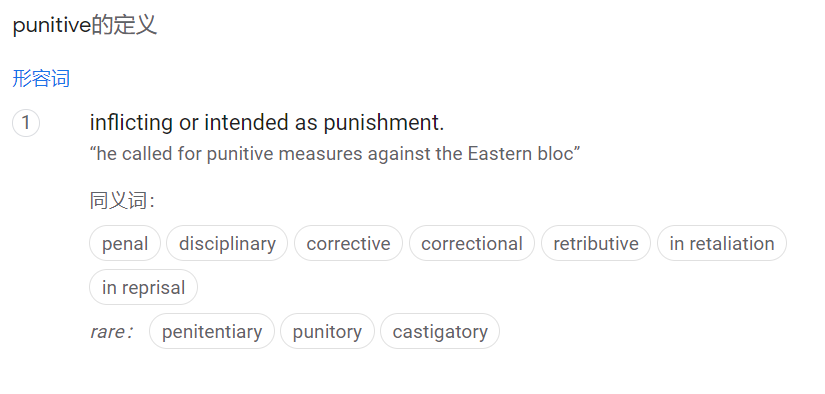 punitive的定义
形容词
1 inflicting or intended as punishment.
“he called for punitive measures against the Eastern bloc”
同义词：
penal disciplinary corrective correctional retributive in retaliation
in reprisal
rare： penitentiary punitory castigatory